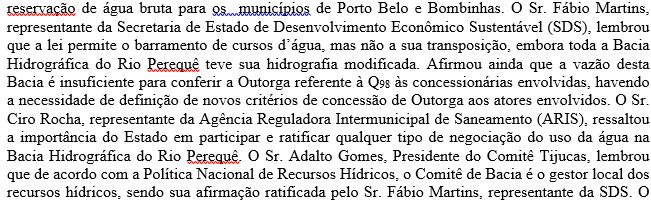 reservação de água bruta para os  municípios de Porto Belo e Bombinhas. O Sr. Fábio Martins,
representante da Secretaria de Estado de Desenvolvimento Econômico Sustentável (SDS), lembrou
que a lei permite o barramento de cursos d’água, mas não a sua transposição, embora toda a Bacia
Hidrográfica do Rio Perequê teve sua hidrografia modificada. Afirmou ainda que a vazão desta
Bacia é insuficiente para conferir a Outorga referente à Q98 às concessionárias envolvidas, havendo
a necessidade de definição de novos critérios de concessão de Outorga aos atores envolvidos. O Sr.
Ciro Rocha, representante da Agência Reguladora Intermunicipal de Saneamento (ARIS), ressaltou
a importância do Estado em participar e ratificar qualquer tipo de negociação do uso da água na
Bacia Hidrográfica do Rio Perequê. O Sr. Adalto Gomes, Presidente do Comitê Tijucas, lembrou
que de acordo com a Política Nacional de Recursos Hídricos, o Comitê de Bacia é o gestor local dos
recursos hídricos, sendo sua afirmação ratificada pelo Sr. Fábio Martins, representante da SDS. O